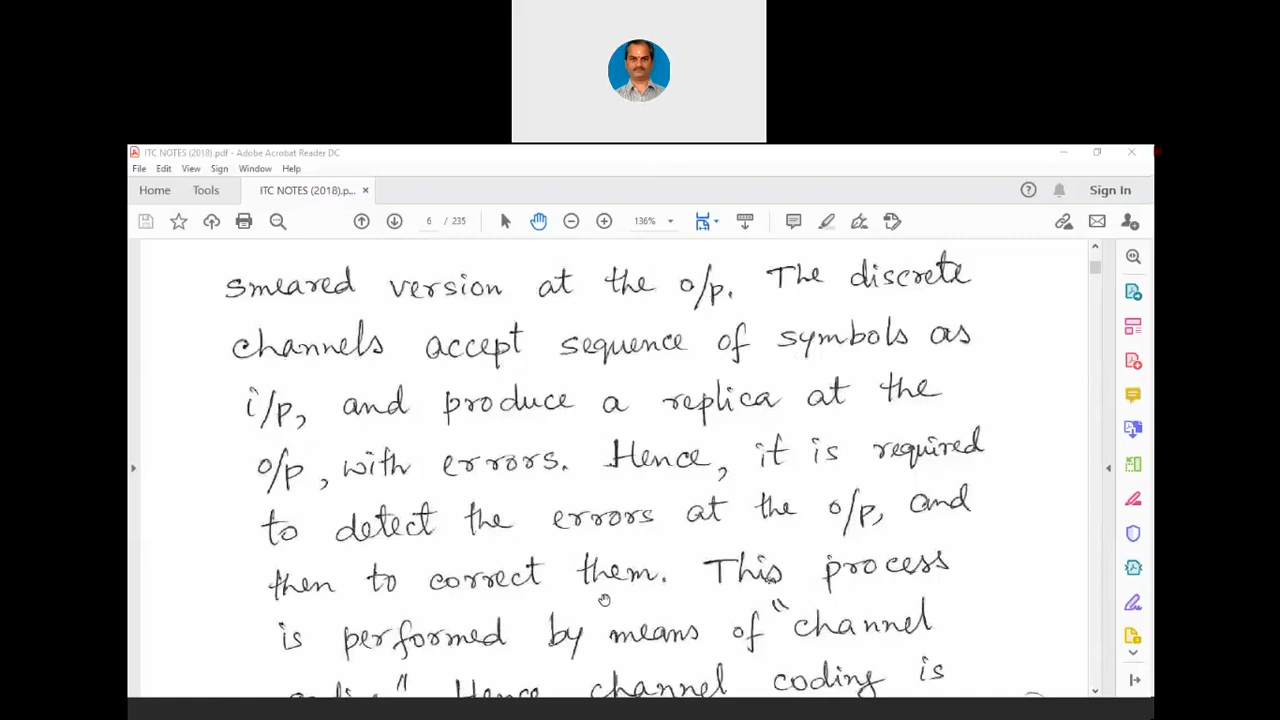 ITC NOTES (2018).pdf - Adobe Acrobat Reader DC
File Edit View Sign Window Help
Home Tools ITC NOTES (2018).p... × Sign In
6 / 235 136%
smeared version at the o/p. The discrete
channels accept sequence of symbols as
i/p, and produce a replica at the
o/p, with errors. Hence, it is required
to detect the errors at the o/p, and
then to correct them. This process
is performed by means of "channel
coding" Hence channel coding is